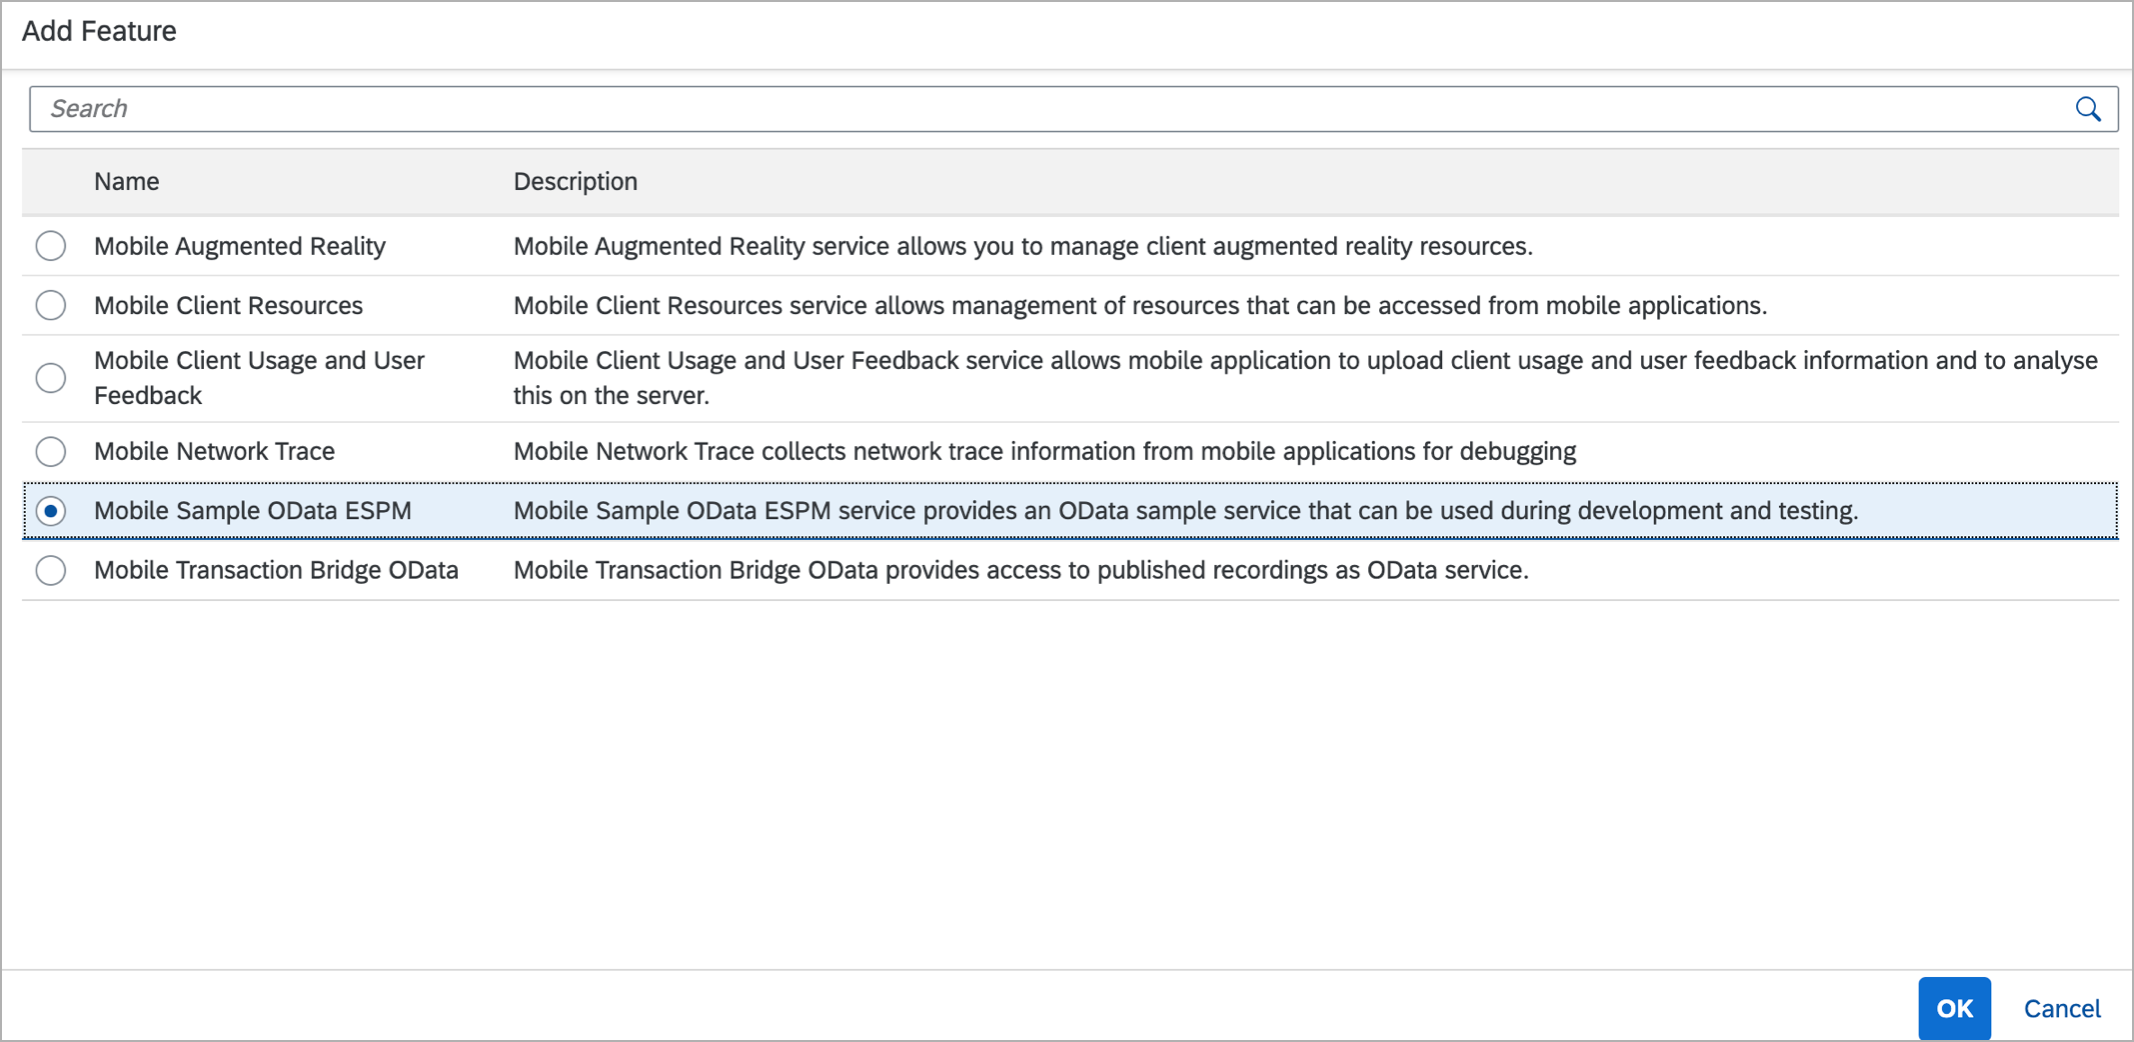 Add Feature
Search
Name Description
Mobile Augmented Reality Mobile Augmented Reality service allows you to manage client augmented reality resources.
Mobile Client Resources Mobile Client Resources service allows management of resources that can be accessed from mobile applications.
Mobile Client Usage and User Mobile Client Usage and User Feedback service allows mobile application to upload client usage and user feedback information and to analyse
Feedback this on the server.
Mobile Network Trace Mobile Network Trace collects network trace information from mobile applications for debugging
Mobile Sample OData ESPM Mobile Sample OData ESPM service provides an OData sample service that can be used during development and testing.
Mobile Transaction Bridge OData Mobile Transaction Bridge OData provides access to published recordings as OData service.
OK Cancel